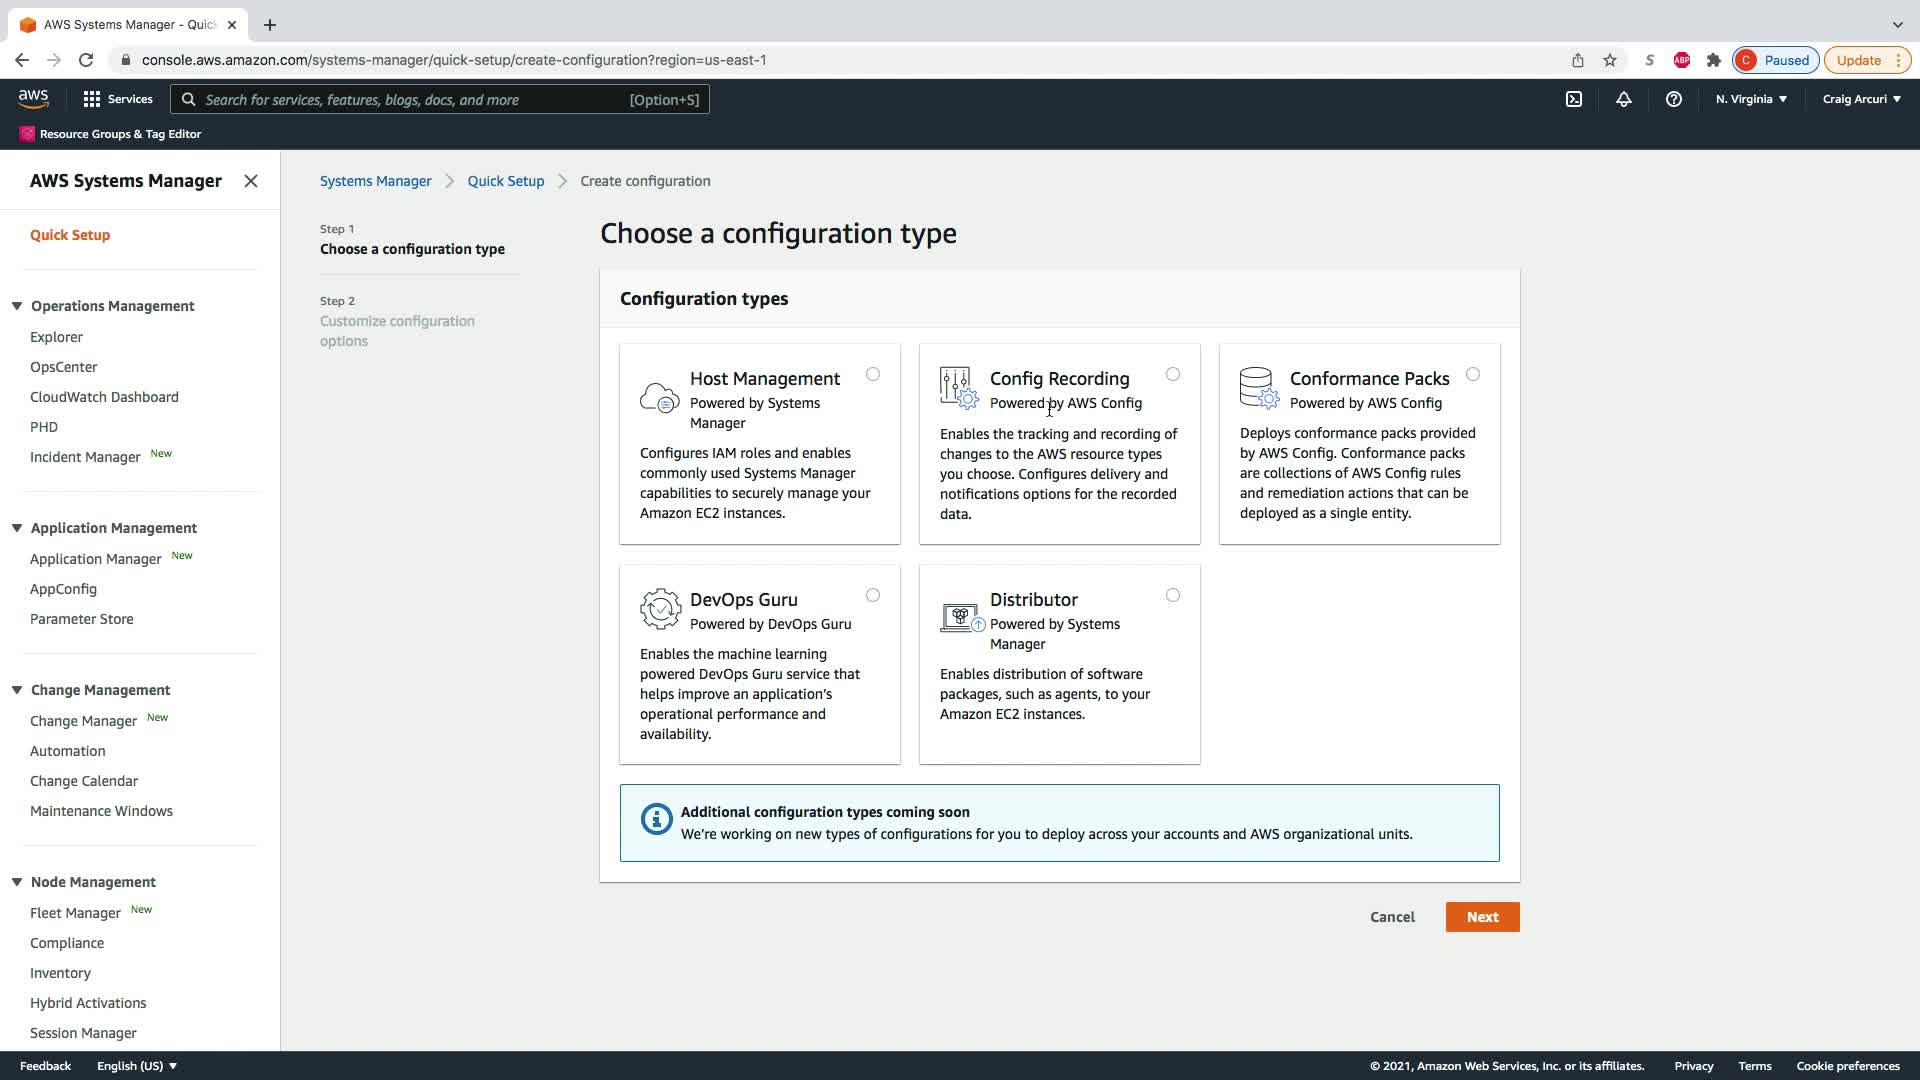 AWS Systems Manager - Quic
console.aws.amazon.com/systems-manager/quick-setup/create-configuration?region=us-east-1
S
ABP
C
Paused
Update
aws
Services
Search for services, features, blogs, docs, and more
[Option+S]
N. Virginia
Craig Arcuri
Resource Groups & Tag Editor
AWS Systems Manager
Quick Setup
Operations Management
Explorer
OpsCenter
CloudWatch Dashboard
PHD
Incident Manager New
Application Management
Application Manager New
AppConfig
Parameter Store
Change Management
Change Manager New
Automation
Change Calendar
Maintenance Windows
Node Management
Fleet Manager New
Compliance
Inventory
Hybrid Activations
Session Manager
Systems Manager
Quick Setup
Create configuration
Step 1
Choose a configuration type
Step 2
Customize configuration
options
Choose a configuration type
Configuration types
Host Management
Powered by Systems
Manager
Configures IAM roles and enables
commonly used Systems Manager
capabilities to securely manage your
Amazon EC2 instances.
Config Recording
Powered by AWS Config
Enables the tracking and recording of
changes to the AWS resource types
you choose. Configures delivery and
notifications options for the recorded
data.
Conformance Packs
Powered by AWS Config
Deploys conformance packs provided
by AWS Config. Conformance packs
are collections of AWS Config rules
and remediation actions that can be
deployed as a single entity.
DevOps Guru
Powered by DevOps Guru
Enables the machine learning
powered DevOps Guru service that
helps improve an application's
operational performance and
availability.
Distributor
Powered by Systems
Manager
Enables distribution of software
packages, such as agents, to your
Amazon EC2 instances.
Additional configuration types coming soon
We're working on new types of configurations for you to deploy across your accounts and AWS organizational units.
Cancel
Next
Feedback
English (US)
© 2021, Amazon Web Services, Inc. or its affiliates.
Privacy
Terms
Cookie preferences